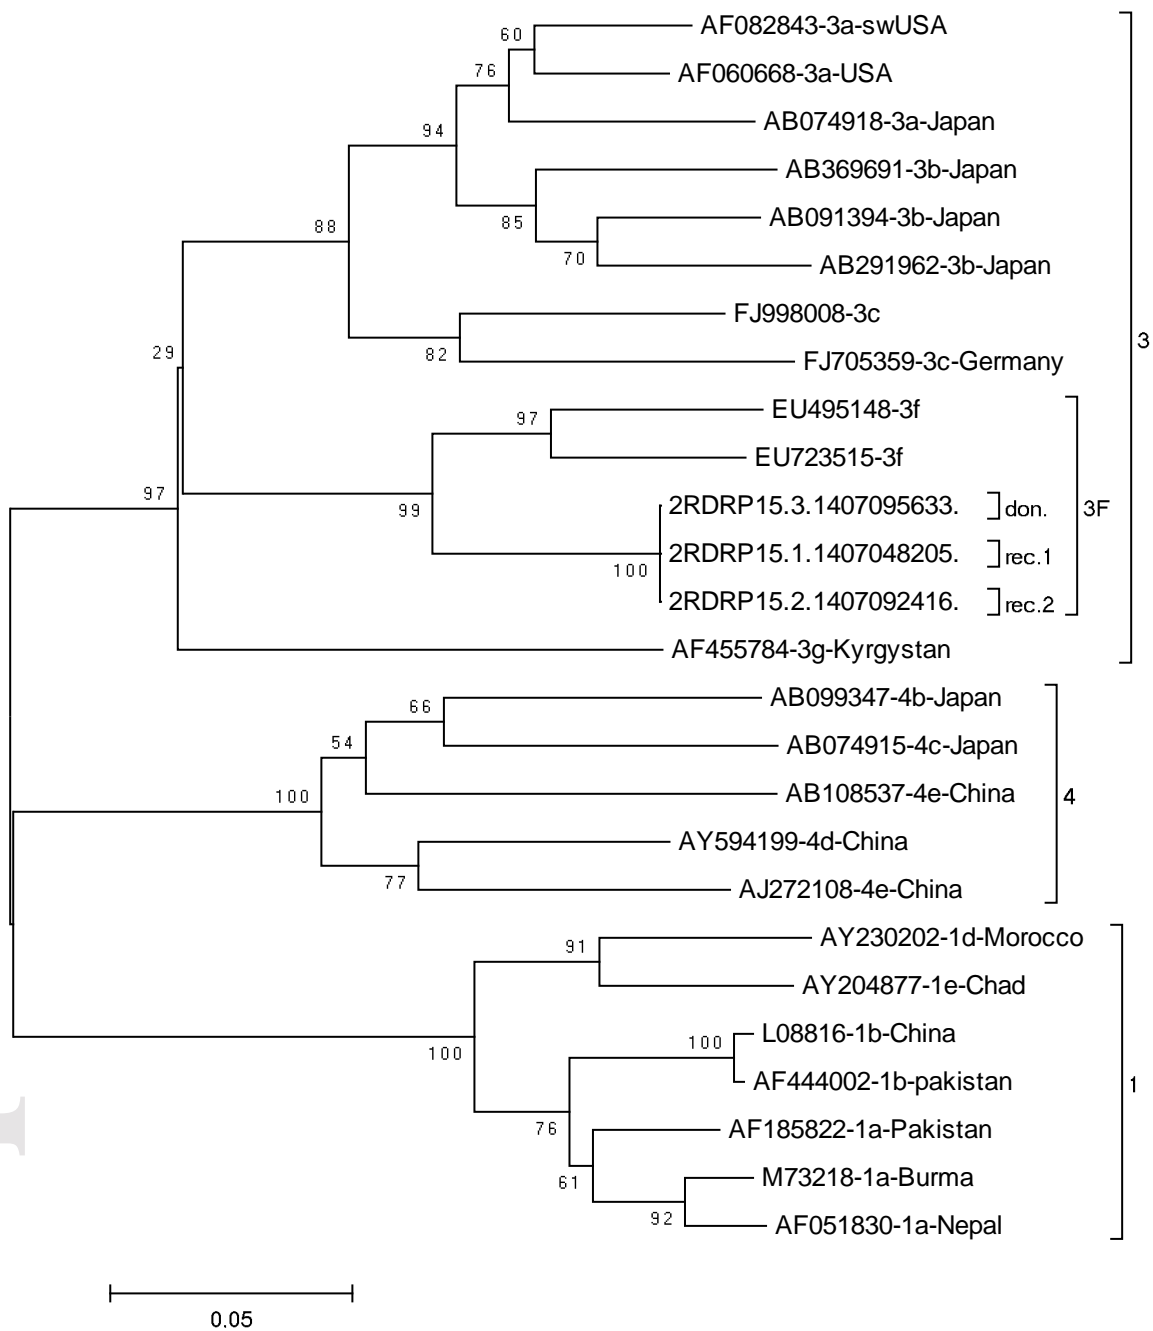 60
AF082843-3a-swUSA
76
AF060668-3a-USA
94
AB074918-3a-Japan
AB369691-3b-Japan
88
85
AB091394-3b-Japan
70
AB291962-3b-Japan
FJ998008-3c
3
29
82
FJ705359-3c-Germany
97
EU495148-3f
EU723515-3f
97
99
2RDRP15.3.1407095633.
don.
3F
2RDRP15.1.1407048205.
rec.1
100
2RDRP15.2.1407092416.
rec.2
AF455784-3g-Kyrgystan
66
AB099347-4b-Japan
54
AB074915-4c-Japan
100
AB108537-4e-China
4
AY594199-4d-China
77
AJ272108-4e-China
91
AY230202-1d-Morocco
AY204877-1e-Chad
100
100
L08816-1b-China
AF444002-1b-pakistan
1
76
AF185822-1a-Pakistan
61
M73218-1a-Burma
92
AF051830-1a-Nepal
0.05